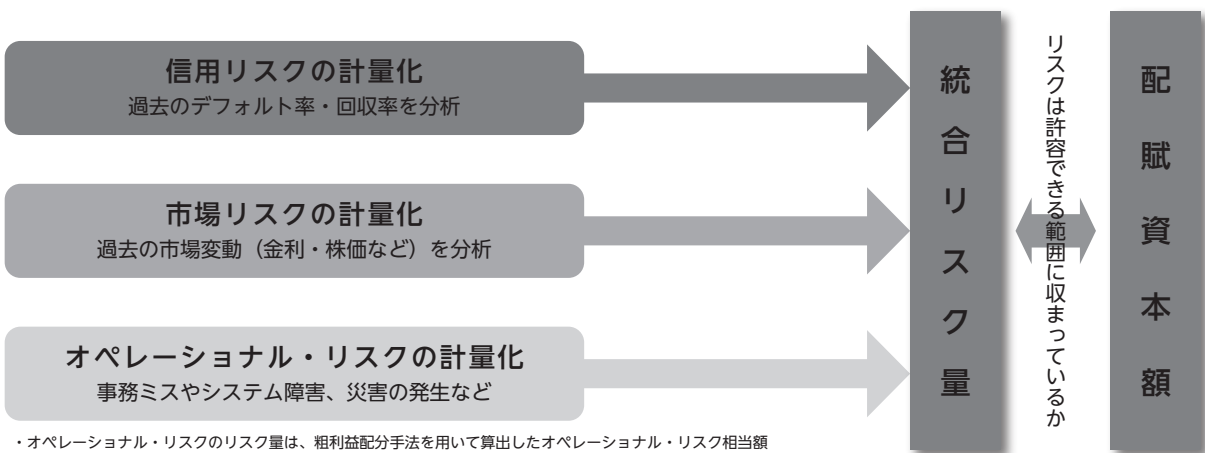 信用リスクの計量化
過去のデフォルト率・回収率を分析
市場リスクの計量化
過去の市場変動（金利・株価など）を分析
オペレーショナル・リスクの計量化
事務ミスやシステム障害、災害の発生など
・オペレーショナル・リスクのリスク量は、粗利益配分手法を用いて算出したオペレーショナル・リスク相当額
統合リスク量
リスクは許容できる範囲に収まっているか
配賦資本額